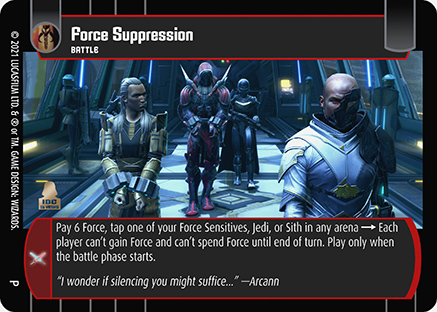 Force Suppression
BATTLE
© 2021 LUCASFILM LTD. & ® or TM. GAME DESIGN: WIZARDS.
100
P
Pay 6 Force, tap one of your Force Sensitives, Jedi, or Sith in any arena → Each
player can’t gain Force and can’t spend Force until end of turn. Play only when
the battle phase starts.
“I wonder if silencing you might suffice...” —Arcann